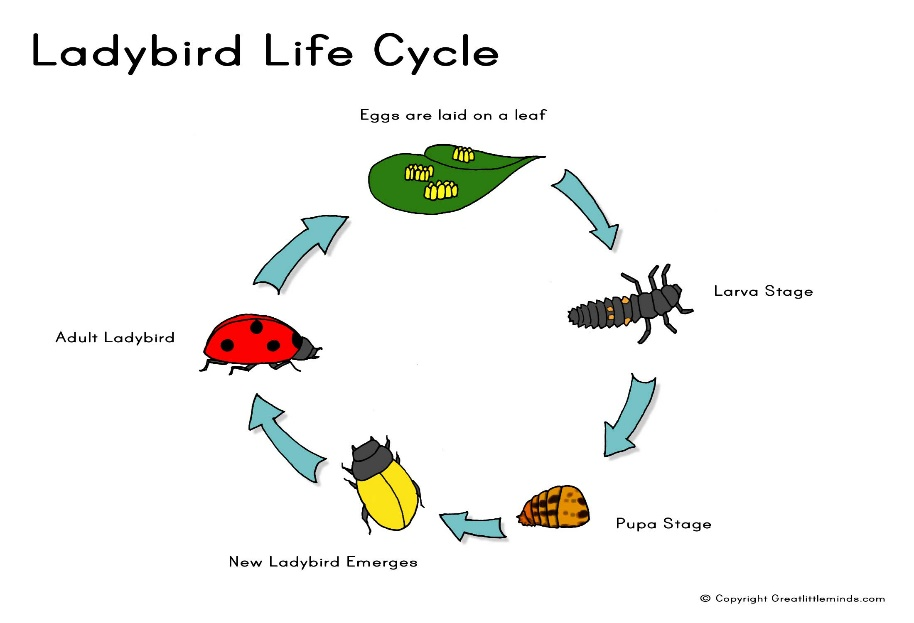 Ladybird Life Cycle
Eggs are laid on a leaf
Larva Stage
Adult Ladybird
Pupa Stage
New Ladybird Emerges
© Copyright Greatlittleminds.com